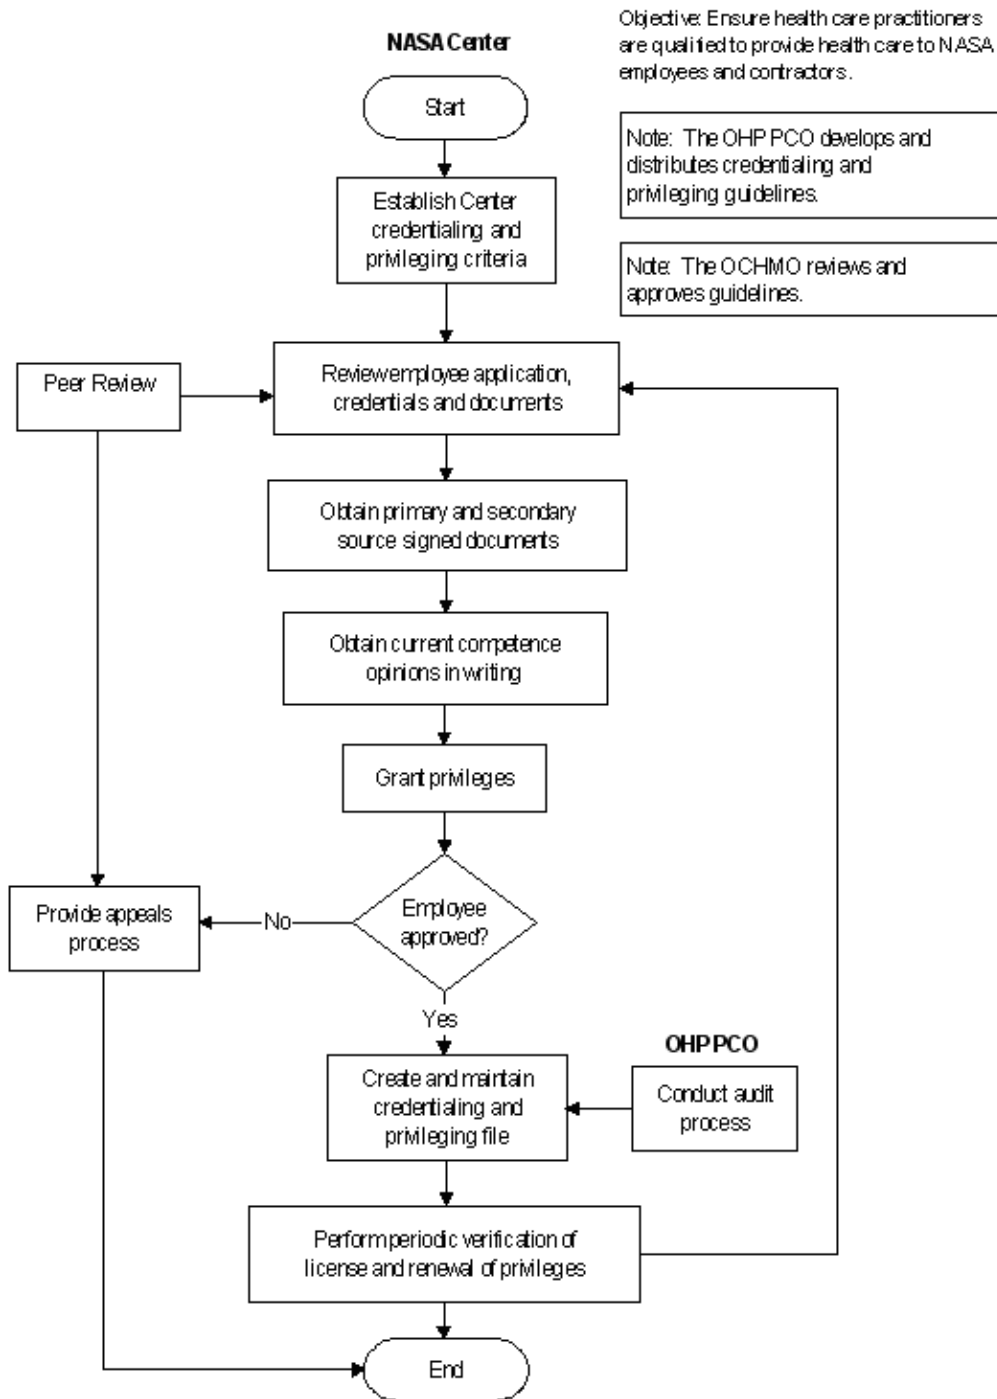 NASA Center
Objective: Ensure health care practitioners
are qualified to provide health care to NASA
employees and contractors.
Start
Note:  The OHP PCO develops and
distributes credentialing and
privileging guidelines.
Establish Center
credentialing and
privileging criteria
Note:  The OCHMO reviews and
approves guidelines.
Peer Review
Review employee application,
credentials and documents
Obtain primary and secondary
source signed documents
Obtain current competence
opinions in writing
Grant privileges
Employee
approved?
No
Provide appeals
process
Yes
OHP PCO
Create and maintain
credentialing and
privileging file
Conduct audit
process
Perform periodic verification of
license and renewal of privileges
End